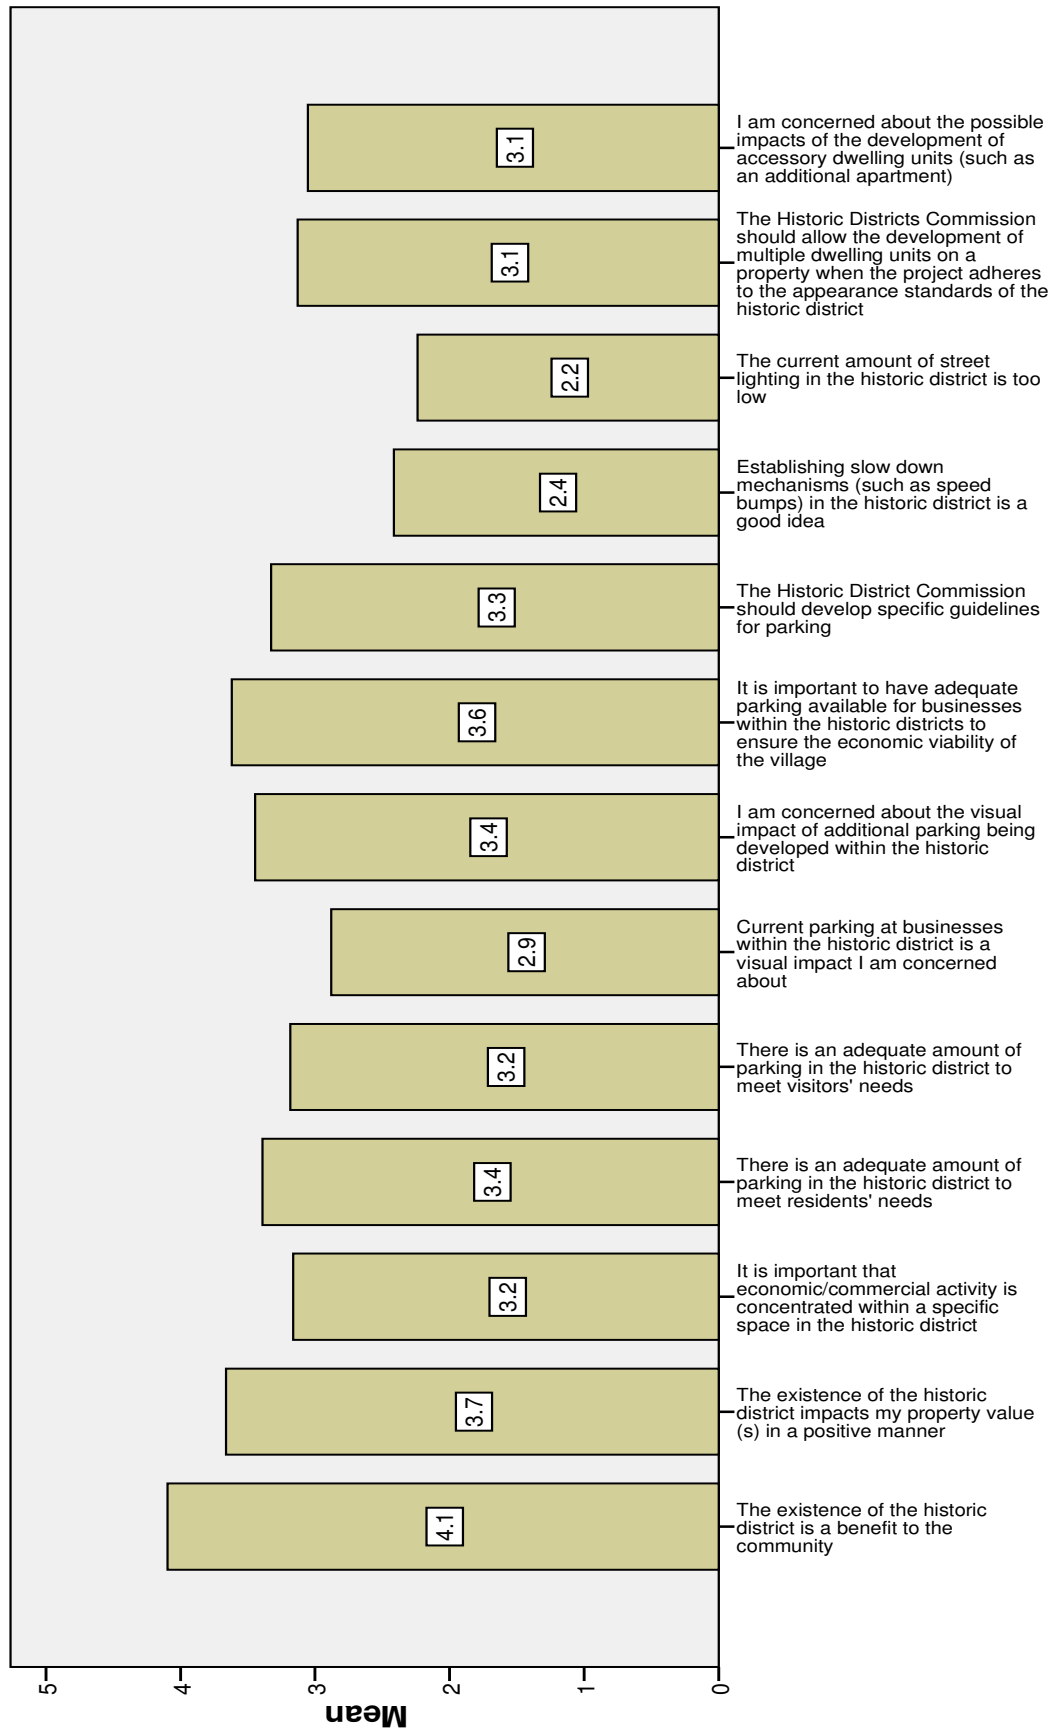 I am concerned about the possible
impacts of the development of
accessory dwelling units (such as
an additional apartment)
3.1
The Historic Districts Commission
should allow the development of
multiple dwelling units on a
property when the project adheres
to the appearance standards of the
historic district
3.1
The current amount of street
lighting in the historic district is too
low
2.2
Establishing slow down
mechanisms (such as speed
bumps) in the historic district is a
good idea
2.4
The Historic District Commission
should develop specific guidelines
for parking
3.3
It is important to have adequate
parking available for businesses
within the historic districts to
ensure the economic viability of
the village
3.6
I am concerned about the visual
impact of additional parking being
developed within the historic
district
3.4
Current parking at businesses
within the historic district is a
visual impact I am concerned
about
2.9
There is an adequate amount of
parking in the historic district to
meet visitors' needs
3.2
There is an adequate amount of
parking in the historic district to
meet residents' needs
3.4
It is important that
economic/commercial activity is
concentrated within a specific
space in the historic district
3.2
The existence of the historic
district impacts my property value
(s) in a positive manner
3.7
The existence of the historic
district is a benefit to the
community
4.1
5
4
3
2
1
0
Mean